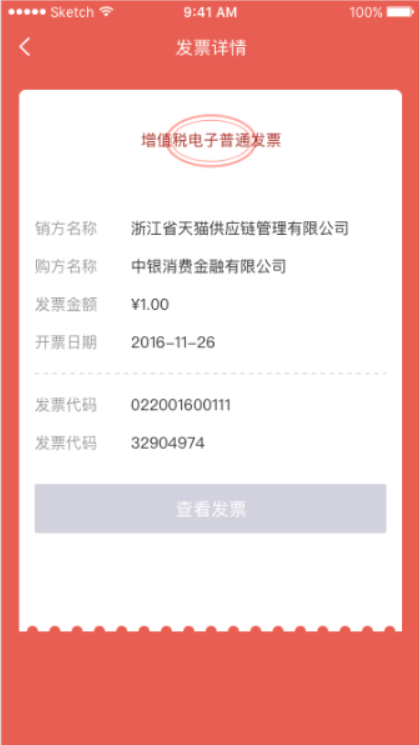 Sketch 9:41 AM 100%
发票详情
增值税电子普通发票
销方名称 浙江省天猫供应链管理有限公司
购方名称 中银消费金融有限公司
发票金额 ¥1.00
开票日期 2016-11-26
发票代码 022001600111
发票代码 32904974
查看发票